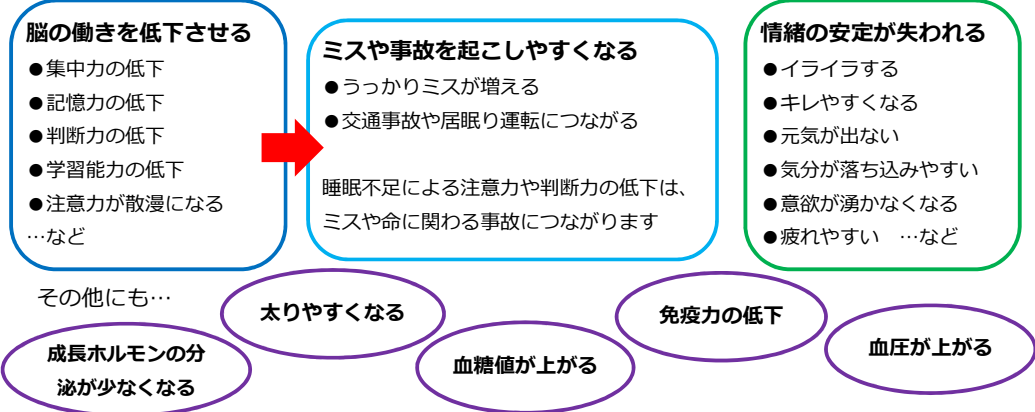 脳の働きを低下させる
●集中力の低下
●記憶力の低下
●判断力の低下
●学習能力の低下
●注意力が散漫になる
…など
ミスや事故を起こしやすくなる
●うっかりミスが増える
●交通事故や居眠り運転につながる
睡眠不足による注意力や判断力の低下は、
ミスや命に関わる事故につながります
情緒の安定が失われる
●イライラする
●キレやすくなる
●元気が出ない
●気分が落ち込みやすい
●意欲が湧かなくなる
●疲れやすい　…など
その他にも…
成長ホルモンの分
泌が少なくなる
太りやすくなる
血糖値が上がる
免疫力の低下
血圧が上がる